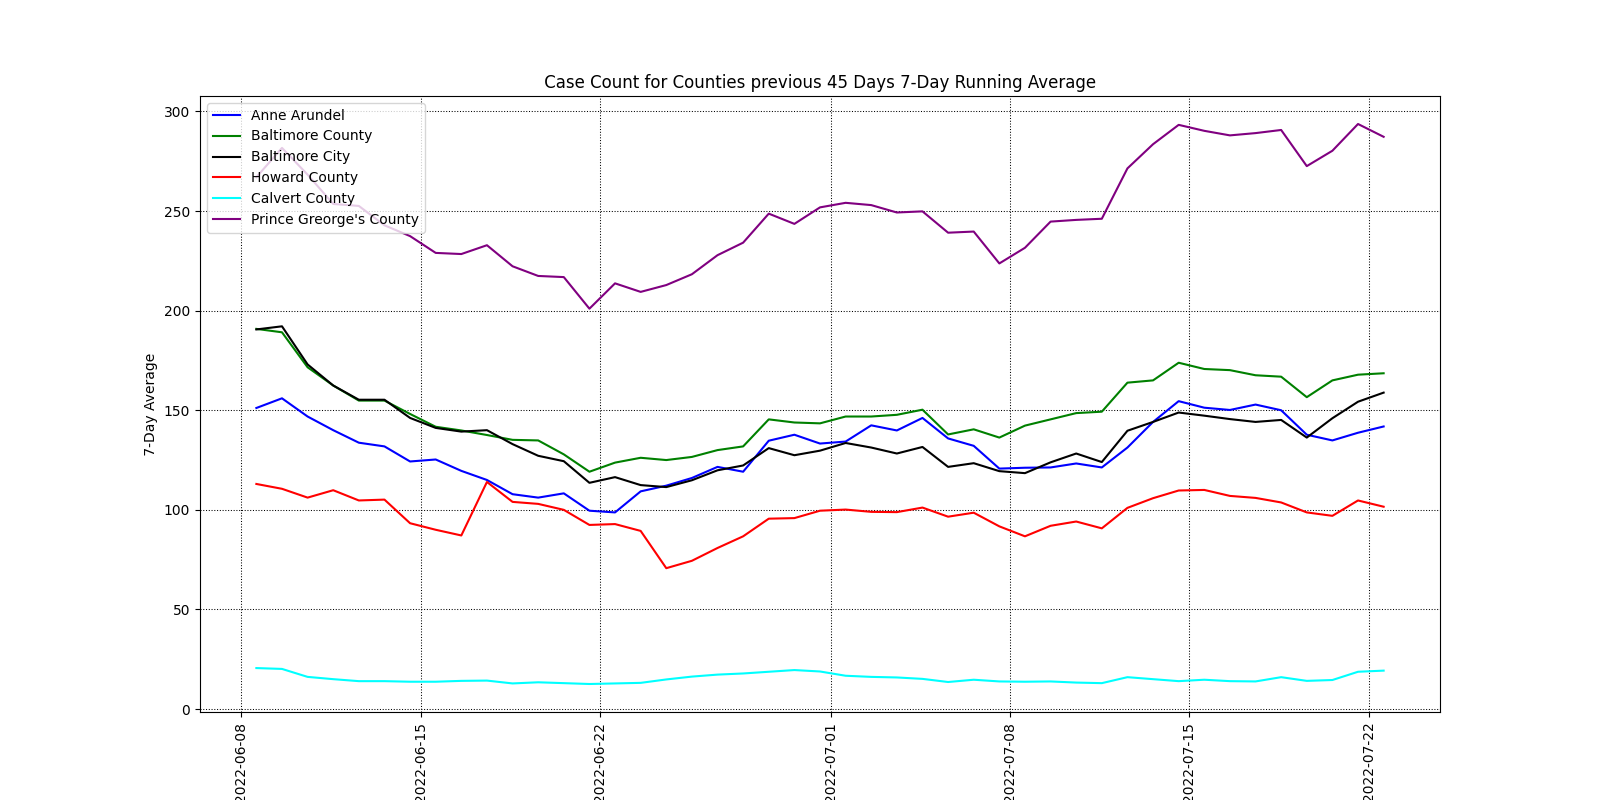 Case Count for Counties previous 45 Days 7-Day Running Average
300
250
200
150
100
50
0
7-Day Average
Anne Arundel
Baltimore County
Baltimore City
Howard County
Calvert County
Prince Greorge's County
2022-06-08
2022-06-15
2022-06-22
2022-07-01
2022-07-08
2022-07-15
2022-07-22